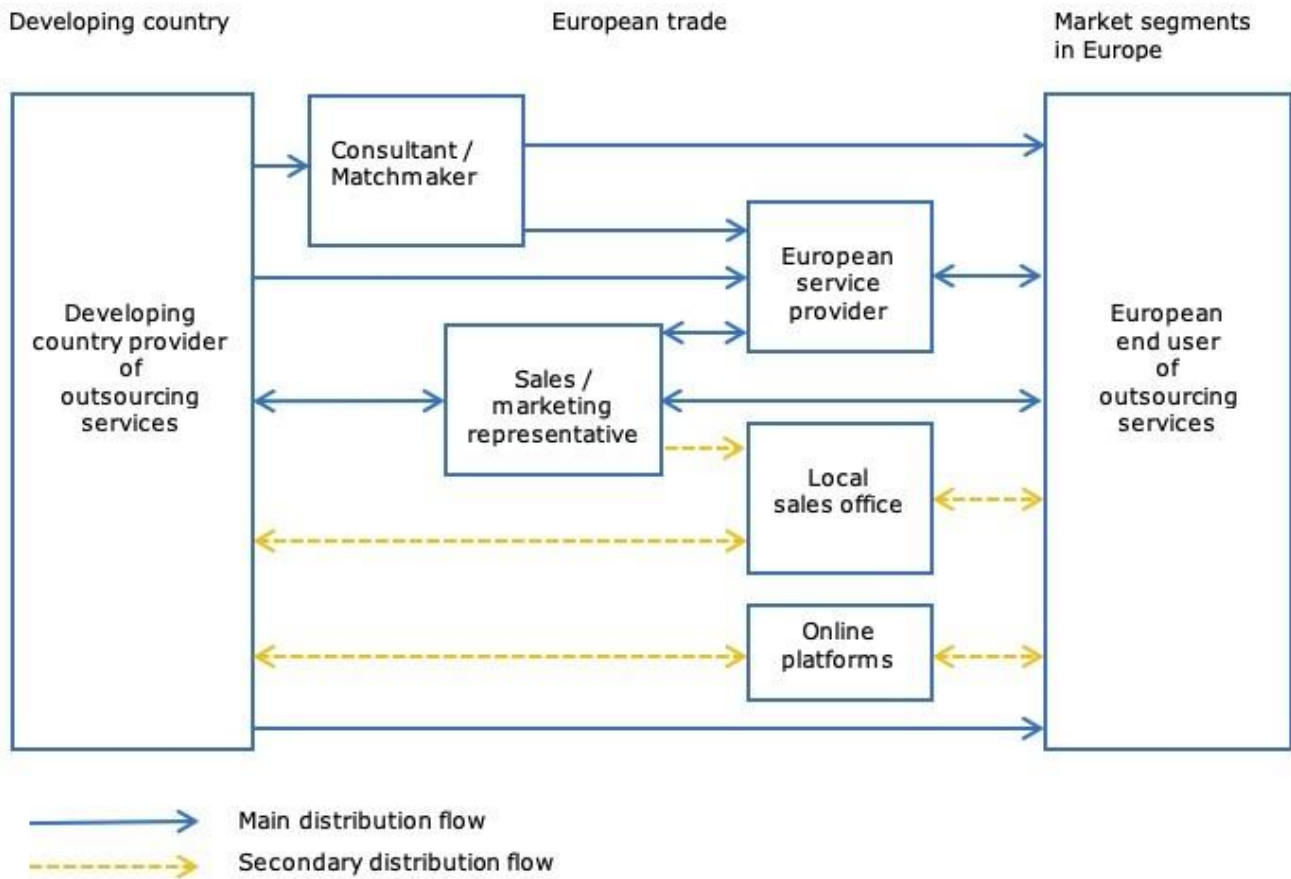 Developing country
European trade
Market segments
in Europe
Consultant /
Matchmaker
European
service
provider
Developing
country provider
of
outsourcing
services
Sales /
marketing
representative
European
end user
of
outsourcing
services
Local
sales office
Online
platforms
Main distribution flow
Secondary distribution flow